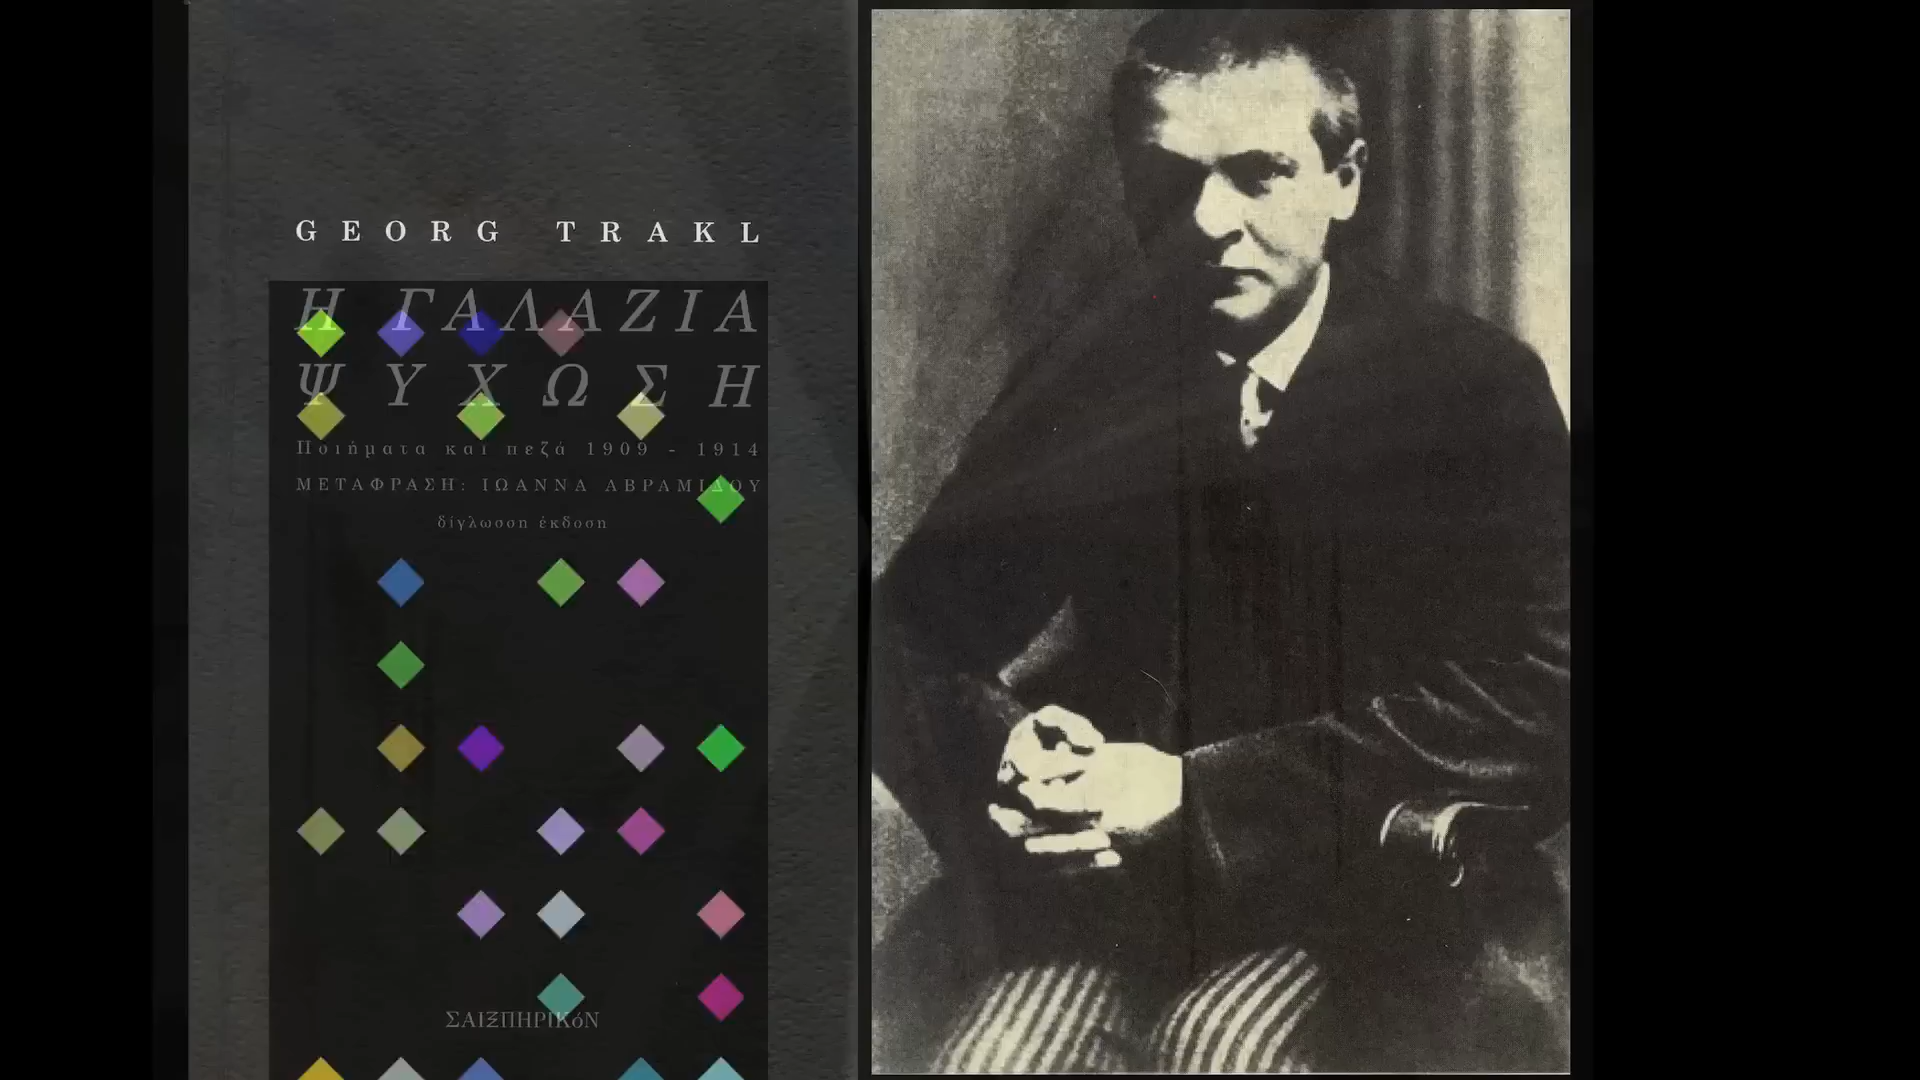 GEORG TRAKL
Η ΓΑΛΑΖΙΑ
ΨΥΧΩΣΗ
Ποιήματα και πεζά 1909 - 1914
ΜΕΤΑΦΡΑΣΗ: ΙΩΑΝΝΑ ΑΒΡΑΜΙΔΟΥ
δίγλωσση έκδοση
ΣΑΙΞΠΗΡΙΚόΝ